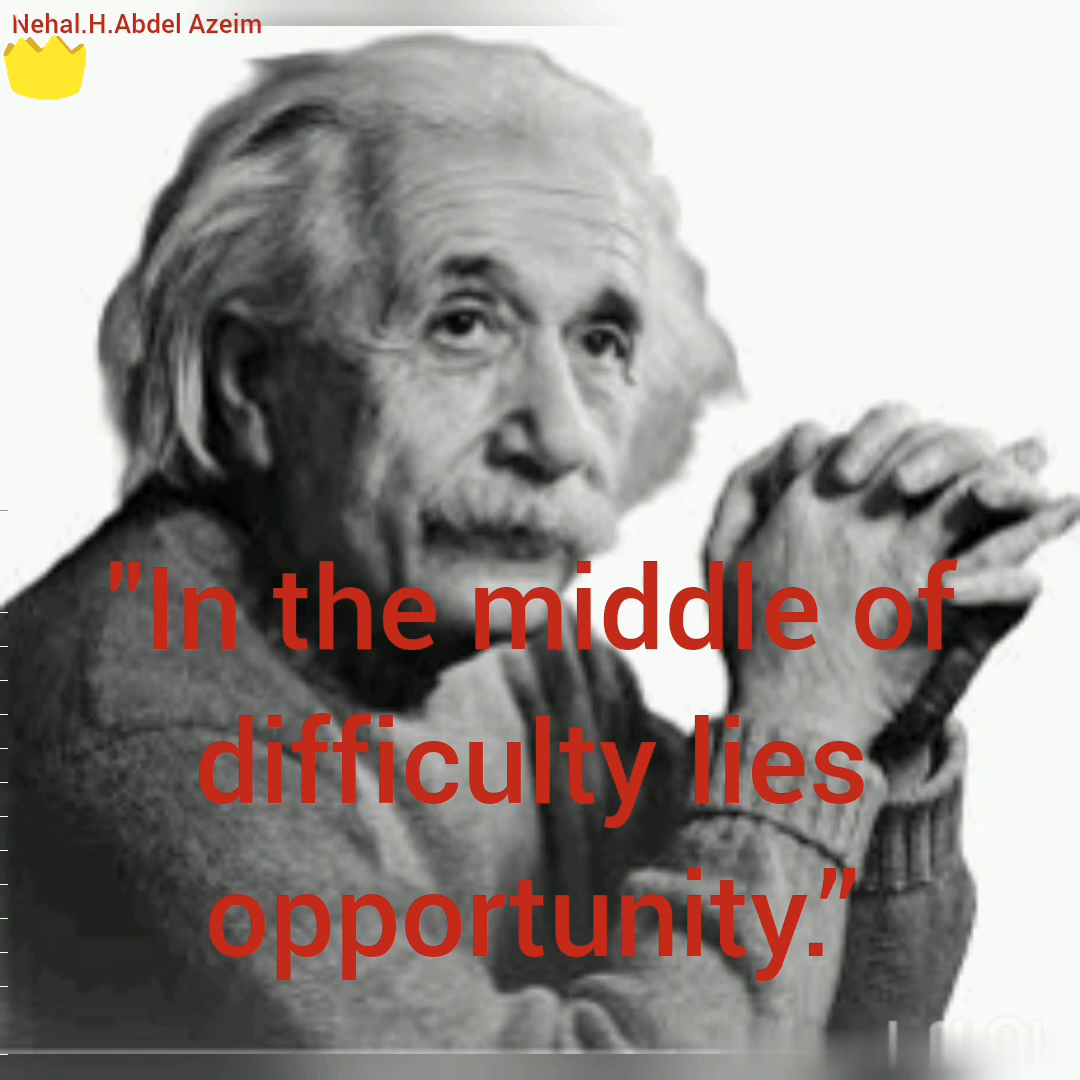 Nehal.H.Abdel Azeim
"In the middle of
difficulty lies
opportunity."